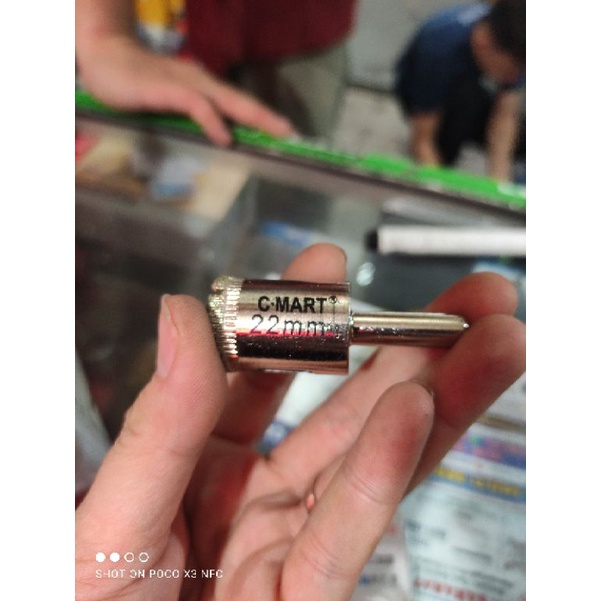 C·MART®
22mm
SHOT ON POCO X3 NFC